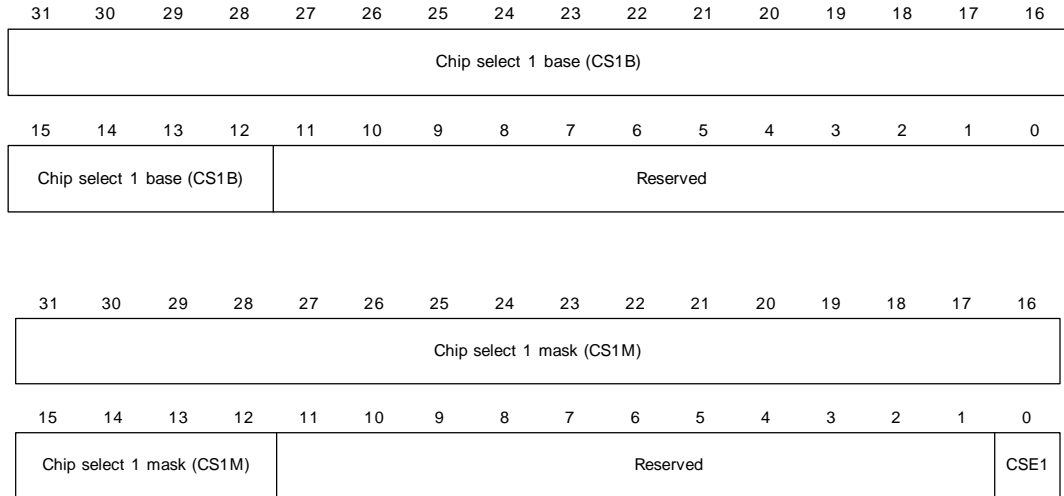 31 30 29 28 27 26 25 24 23 22 21 20 19 18 17 16
Chip select 1 base (CS1B)
15 14 13 12 11 10 9 8 7 6 5 4 3 2 1 0
Chip select 1 base (CS1B) Reserved
31 30 29 28 27 26 25 24 23 22 21 20 19 18 17 16
Chip select 1 mask (CS1M)
15 14 13 12 11 10 9 8 7 6 5 4 3 2 1 0
Chip select 1 mask (CS1M) Reserved CSE1